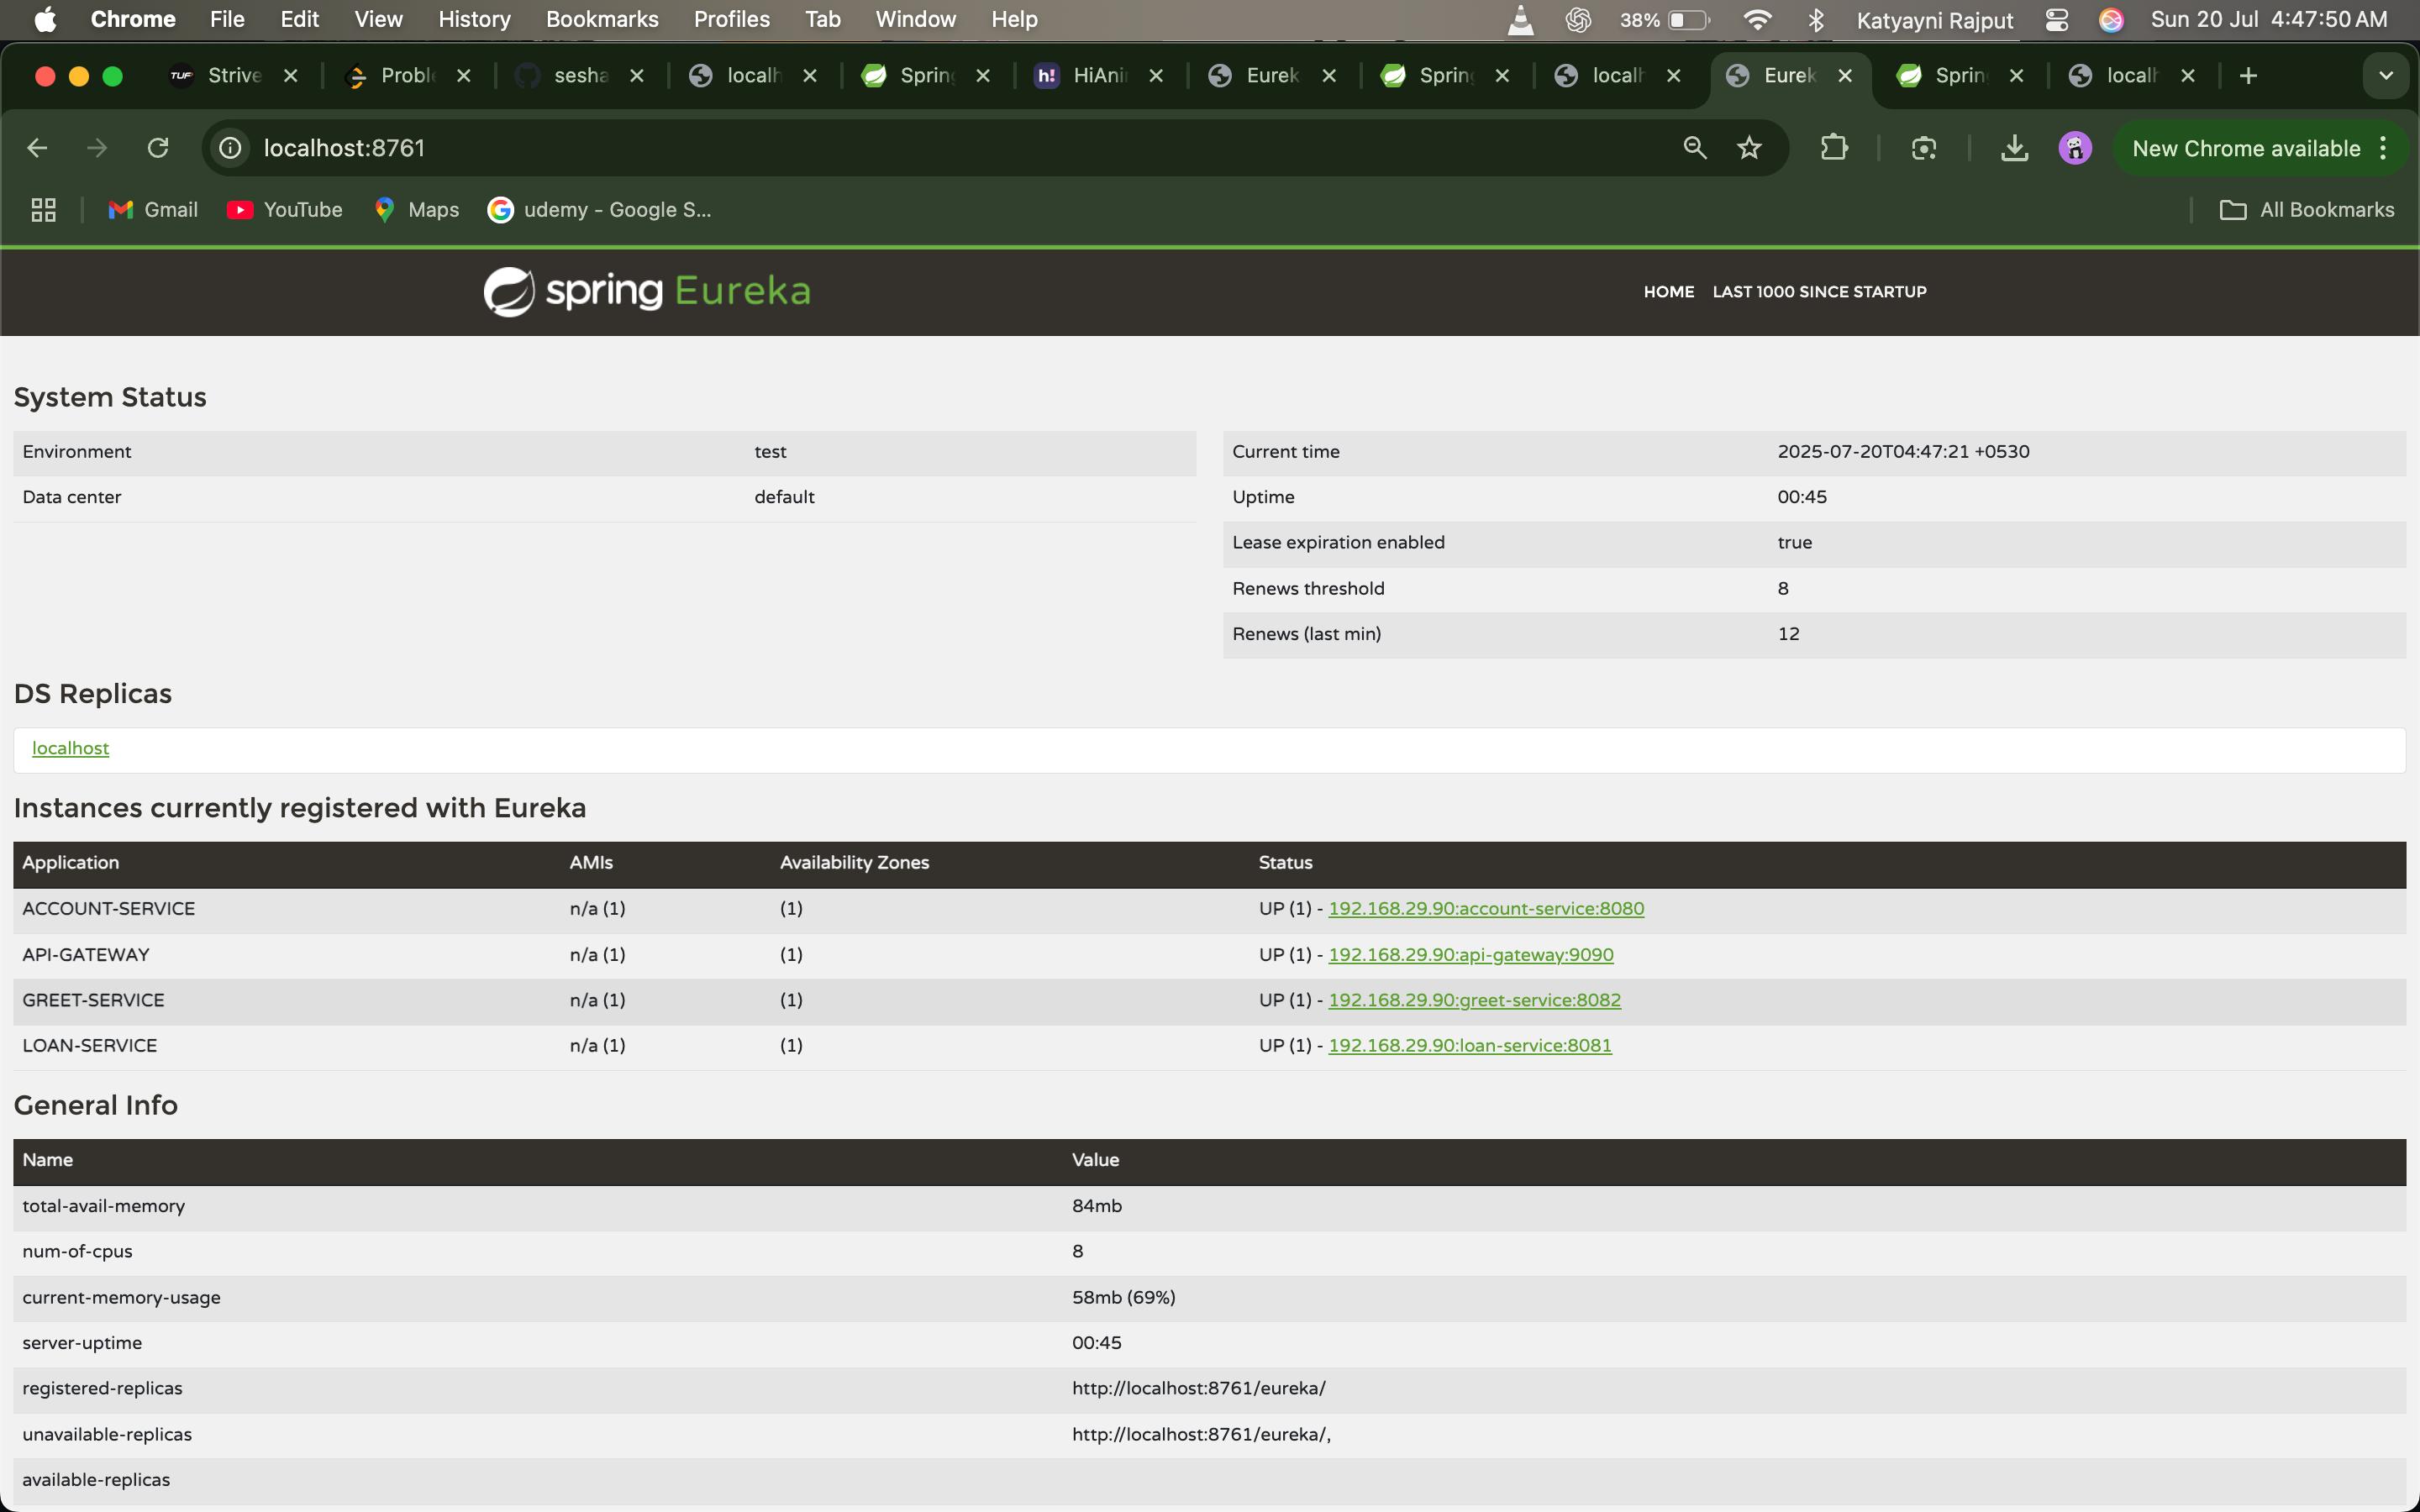 Chrome File Edit View History Bookmarks Profiles Tab Window Help 38% Katyayni Rajput Sun 20 Jul 4:47:50 AM
TUF Strive Proble sesha localh Spring h! HiAni Eurek Spring localh Eurek Sprin localh
localhost:8761 New Chrome available
Gmail YouTube Maps udemy - Google S... All Bookmarks
spring Eureka HOME LAST 1000 SINCE STARTUP
System Status
Environment test
Data center default
Current time 2025-07-20T04:47:21 +0530
Uptime 00:45
Lease expiration enabled true
Renews threshold 8
Renews (last min) 12
DS Replicas
localhost
Instances currently registered with Eureka
Application AMIs Availability Zones Status
ACCOUNT-SERVICE n/a (1) (1) UP (1) - 192.168.29.90:account-service:8080
API-GATEWAY n/a (1) (1) UP (1) - 192.168.29.90:api-gateway:9090
GREET-SERVICE n/a (1) (1) UP (1) - 192.168.29.90:greet-service:8082
LOAN-SERVICE n/a (1) (1) UP (1) - 192.168.29.90:loan-service:8081
General Info
Name Value
total-avail-memory 84mb
num-of-cpus 8
current-memory-usage 58mb (69%)
server-uptime 00:45
registered-replicas http://localhost:8761/eureka/
unavailable-replicas http://localhost:8761/eureka/,
available-replicas